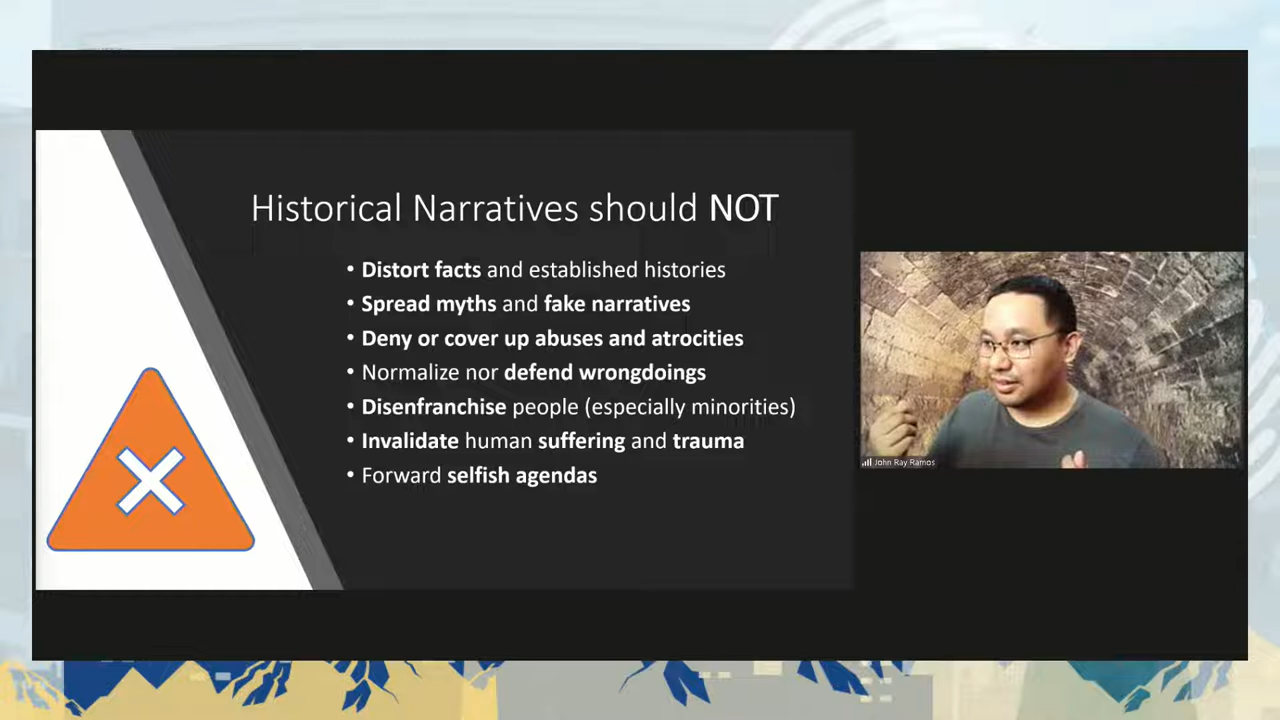 Historical Narratives should NOT
• Distort facts and established histories
• Spread myths and fake narratives
• Deny or cover up abuses and atrocities
• Normalize nor defend wrongdoings
• Disenfranchise people (especially minorities)
• Invalidate human suffering and trauma
• Forward selfish agendas
John Ray Ramos